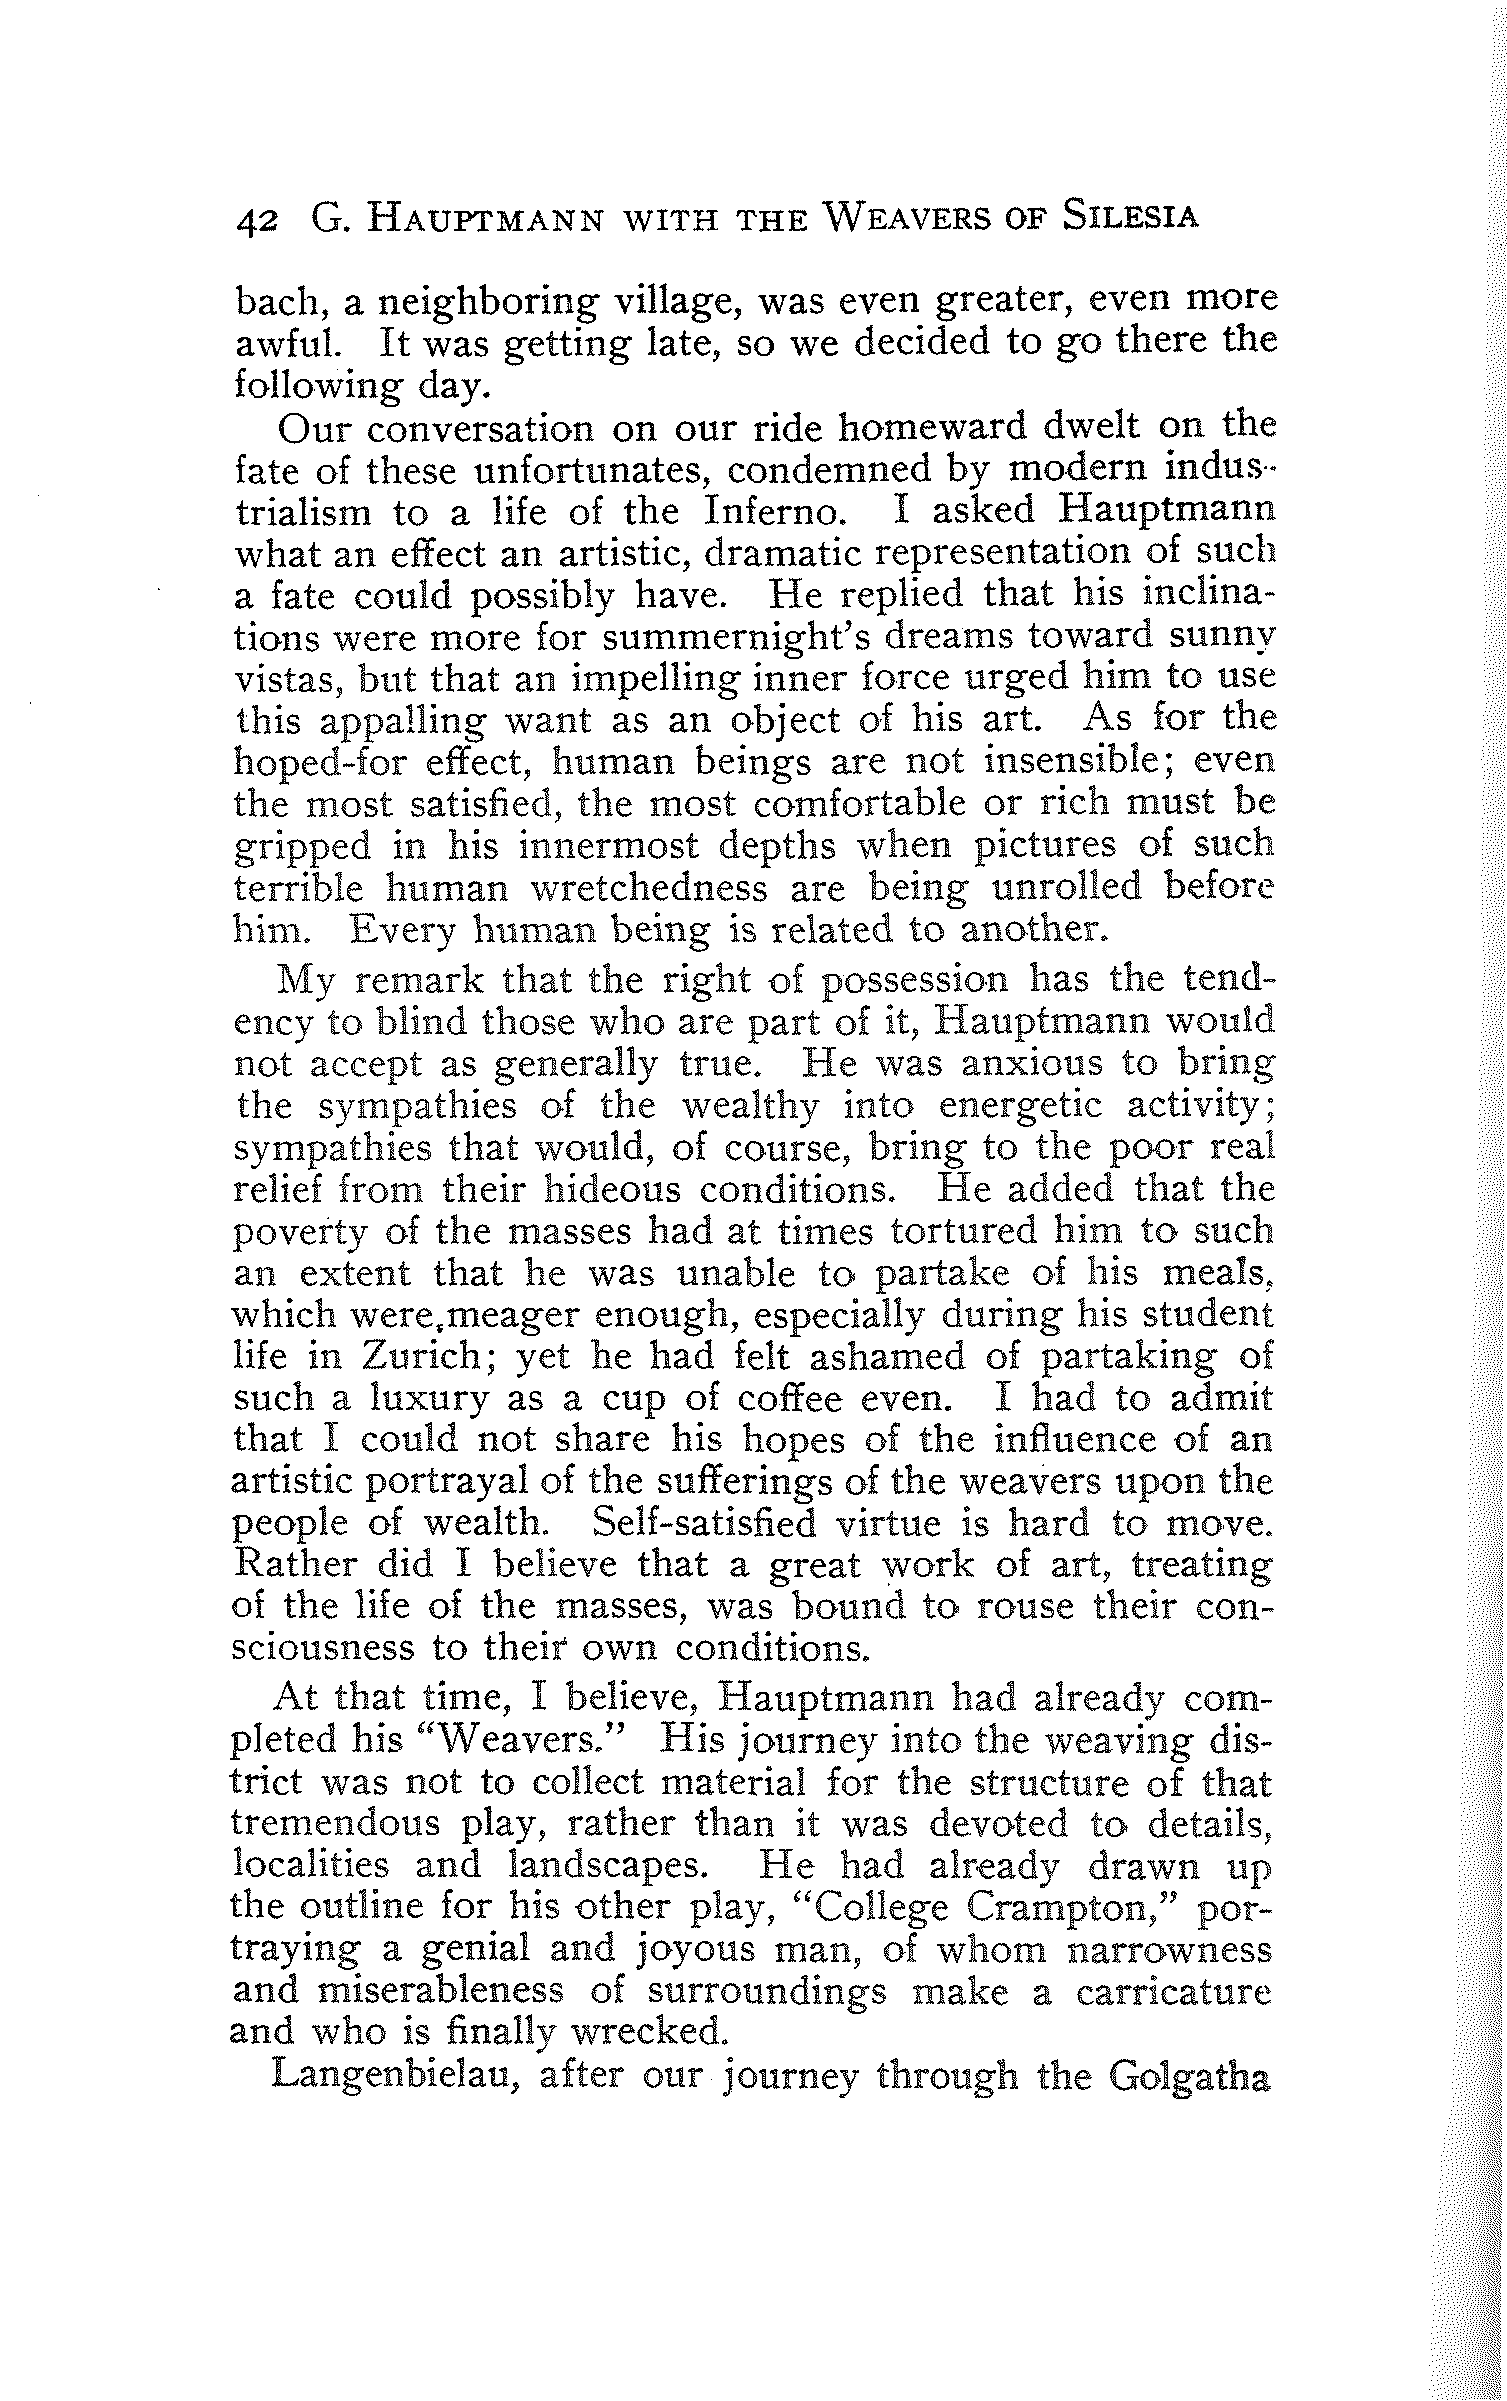 42 G. HAUPTMANN WITH THE WEAVERS OF SILESIA
bach, a neighboring village, was even greater, even more
awful. It was getting late, so we decided to go there the
following day.
Our conversation on our ride homeward dwelt on the
fate of these unfortunates, condemned by modern indus-
trialism to a life of the Inferno. I asked Hauptmann
what an effect an artistic, dramatic representation of such
a fate could possibly have. He replied that his inclina-
tions were more for summernight's dreams toward sunny
vistas, but that an impelling inner force urged him to use
this appalling want as an object of his art. As for the
hoped-for effect, human beings are not insensible; even
the most satisfied, the most comfortable or rich must be
gripped in his innermost depths when pictures of such
terrible human wretchedness are being unrolled before
him. Every human being is related to another.
My remark that the right of possession has the tend-
ency to blind those who are part of it, Hauptmann would
not accept as generally true. He was anxious to bring
the sympathies of the wealthy into energetic activity;
sympathies that would, of course, bring to the poor real
relief from their hideous conditions. He added that the
poverty of the masses had at times tortured him to such
an extent that he was unable to partake of his meals,
which were meager enough, especially during his student
life in Zurich; yet he had felt ashamed of partaking of
such a luxury as a cup of coffee even. I had to admit
that I could not share his hopes of the influence of an
artistic portrayal of the sufferings of the weavers upon the
people of wealth. Self-satisfied virtue is hard to move.
Rather did I believe that a great work of art, treating
of the life of the masses, was bound to rouse their con-
sciousness to their own conditions.
At that time, I believe, Hauptmann had already com-
pleted his "Weavers." His journey into the weaving dis-
trict was not to collect material for the structure of that
tremendous play, rather than it was devoted to details,
localities and landscapes. He had already drawn up
the outline for his other play, "College Crampton," por-
traying a genial and joyous man, of whom narrowness
and miserableness of surroundings make a carricature
and who is finally wrecked.
Langenbielau, after our journey through the Golgatha